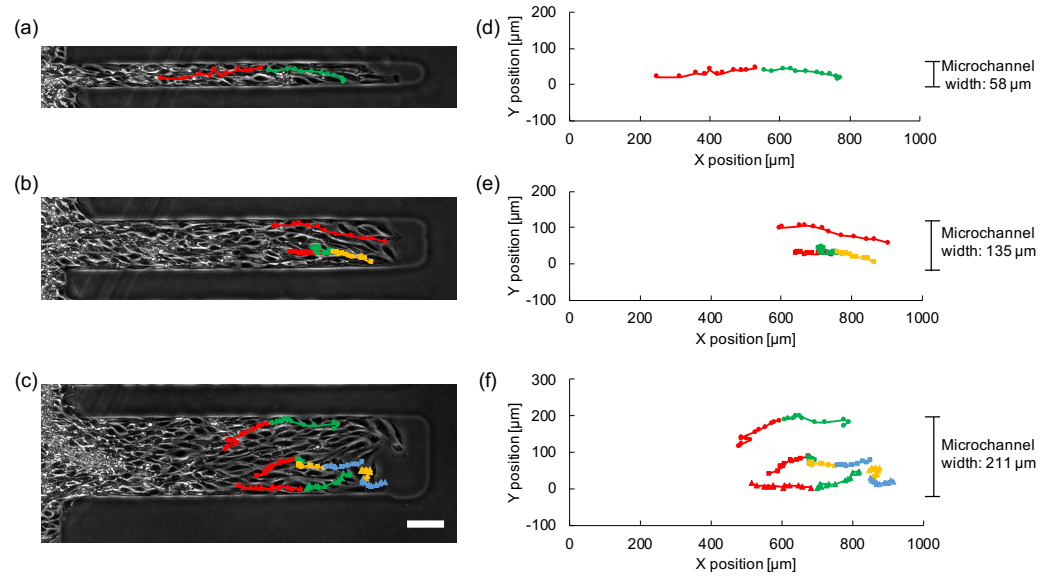 (a)
(d)
200
100
0
-100
Y position [µm]
0
200
400
600
800
1000
X position [µm]
Microchannel
width: 58 µm
(b)
(e)
200
100
0
-100
Y position [µm]
0
200
400
600
800
1000
X position [µm]
Microchannel
width: 135 µm
(c)
(f)
300
200
100
0
-100
Y position [µm]
0
200
400
600
800
1000
X position [µm]
Microchannel
width: 211 µm